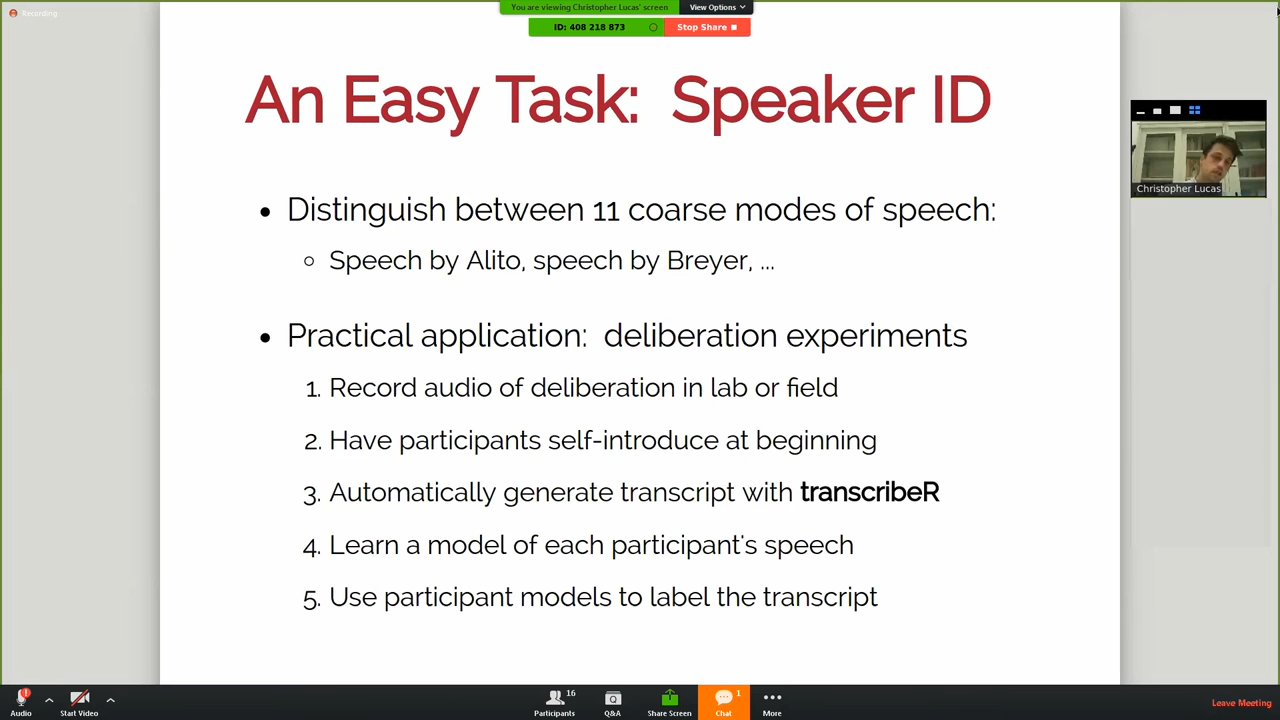 Recording
You are viewing Christopher Lucas' screen
View Options
ID: 408 218 873
Stop Share
An Easy Task: Speaker ID
• Distinguish between 11 coarse modes of speech:
○ Speech by Alito, speech by Breyer, ...
• Practical application: deliberation experiments
1. Record audio of deliberation in lab or field
2. Have participants self-introduce at beginning
3. Automatically generate transcript with transcribeR
4. Learn a model of each participant's speech
5. Use participant models to label the transcript
Christopher Lucas
Audio
Start Video
Participants
16
Q&A
Share Screen
Chat
1
More
Leave Meeting